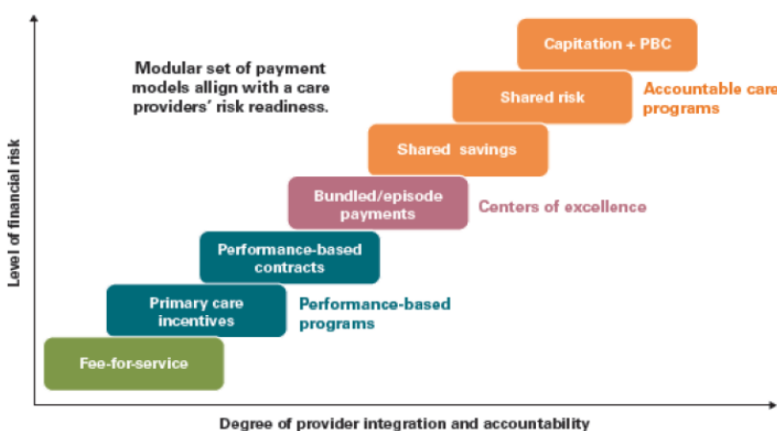 Capitation + PBC
Modular set of payment
models allign with a care
providers' risk readiness.
Shared risk
Accountable care
programs
Shared savings
Bundled/episode
payments
Centers of excellence
Performance-based
contracts
Primary care
incentives
Performance-based
programs
Fee-for-service
Level of financial risk
Degree of provider integration and accountability